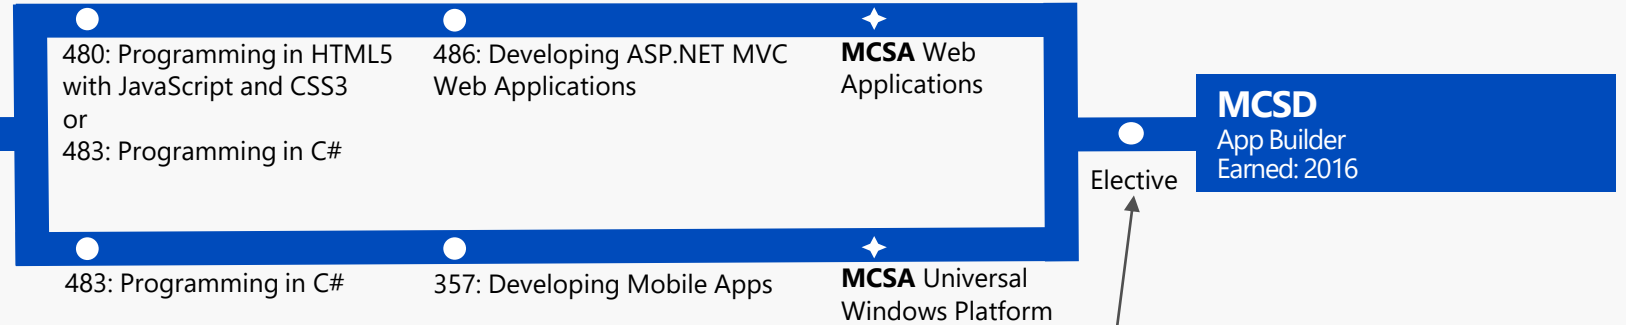 480: Programming in HTML5
with JavaScript and CSS3
or
483: Programming in C#
486: Developing ASP.NET MVC
Web Applications
MCSA Web
Applications
483: Programming in C#
357: Developing Mobile Apps
MCSA Universal
Windows Platform
Elective
MCSD
App Builder
Earned: 2016